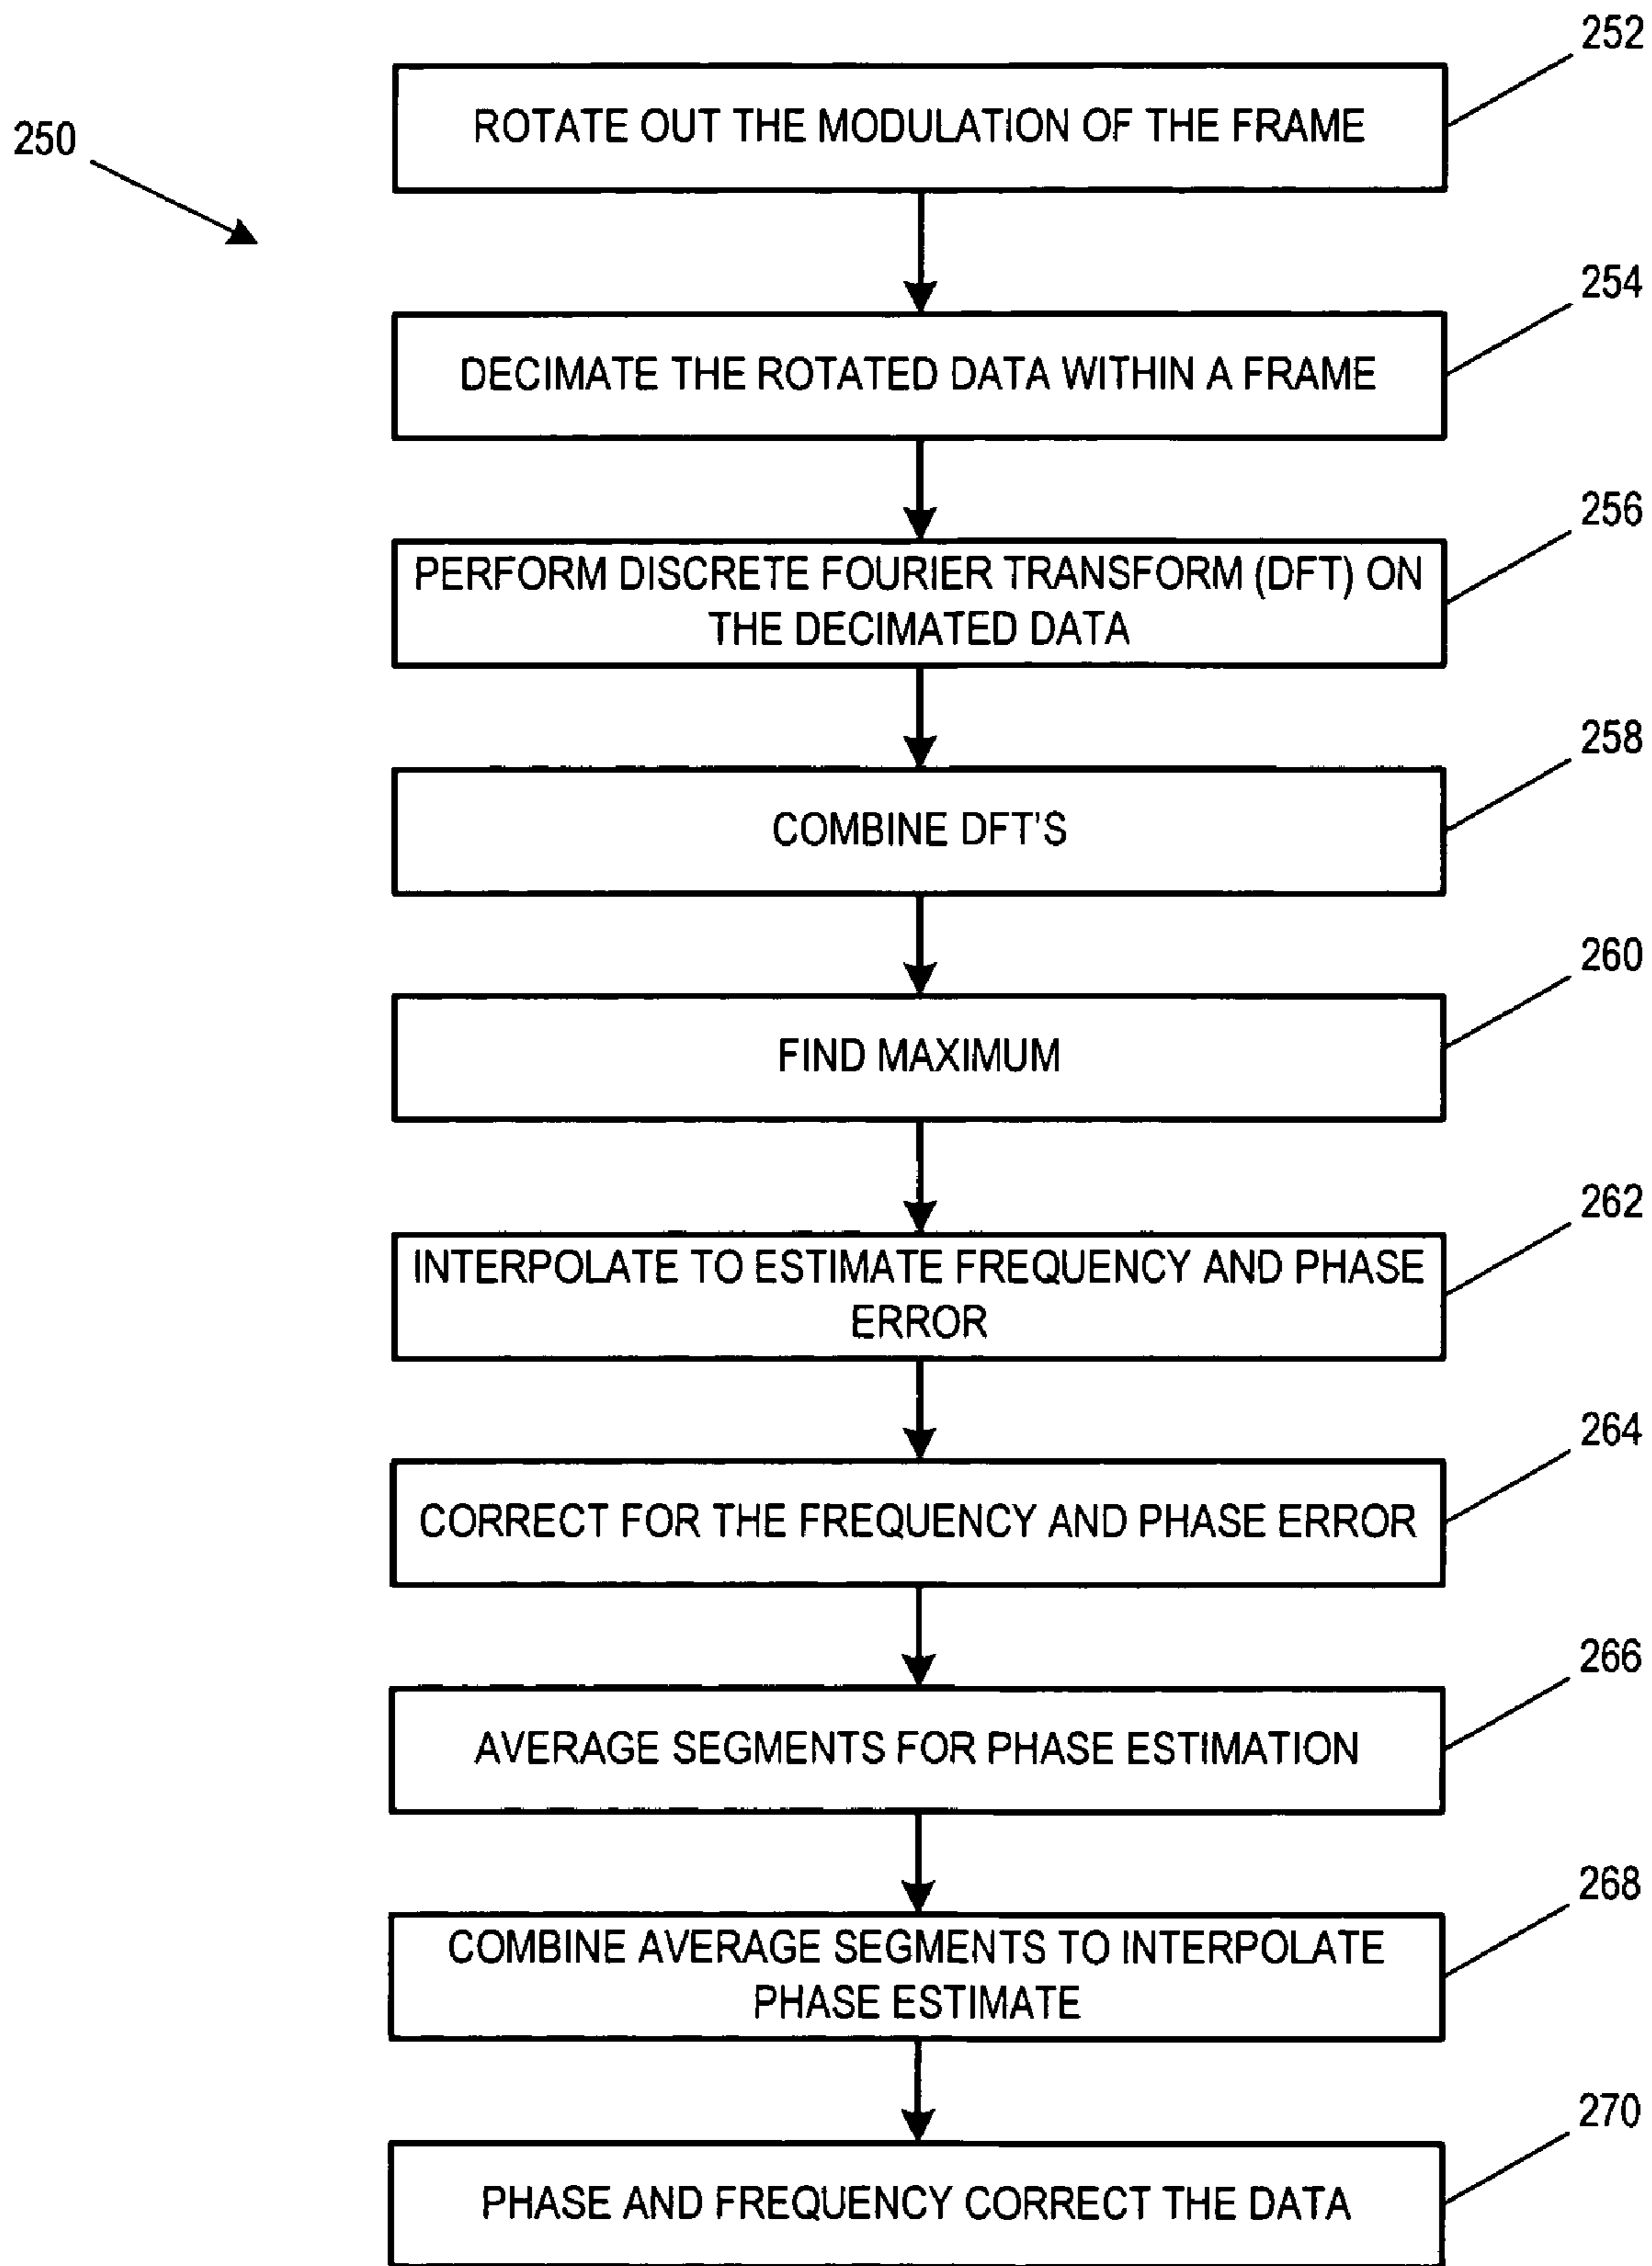 252
250
ROTATE OUT THE MODULATION OF THE FRAME
254
DECIMATE THE ROTATED DATA WITHIN A FRAME
256
PERFORM DISCRETE FOURIER TRANSFORM (DFT) ON
THE DECIMATED DATA
258
COMBINE DFT'S
260
FIND MAXIMUM
262
INTERPOLATE TO ESTIMATE FREQUENCY AND PHASE
ERROR
264
CORRECT FOR THE FREQUENCY AND PHASE ERROR
266
AVERAGE SEGMENTS FOR PHASE ESTIMATION
268
COMBINE AVERAGE SEGMENTS TO INTERPOLATE
PHASE ESTIMATE
270
PHASE AND FREQUENCY CORRECT THE DATA